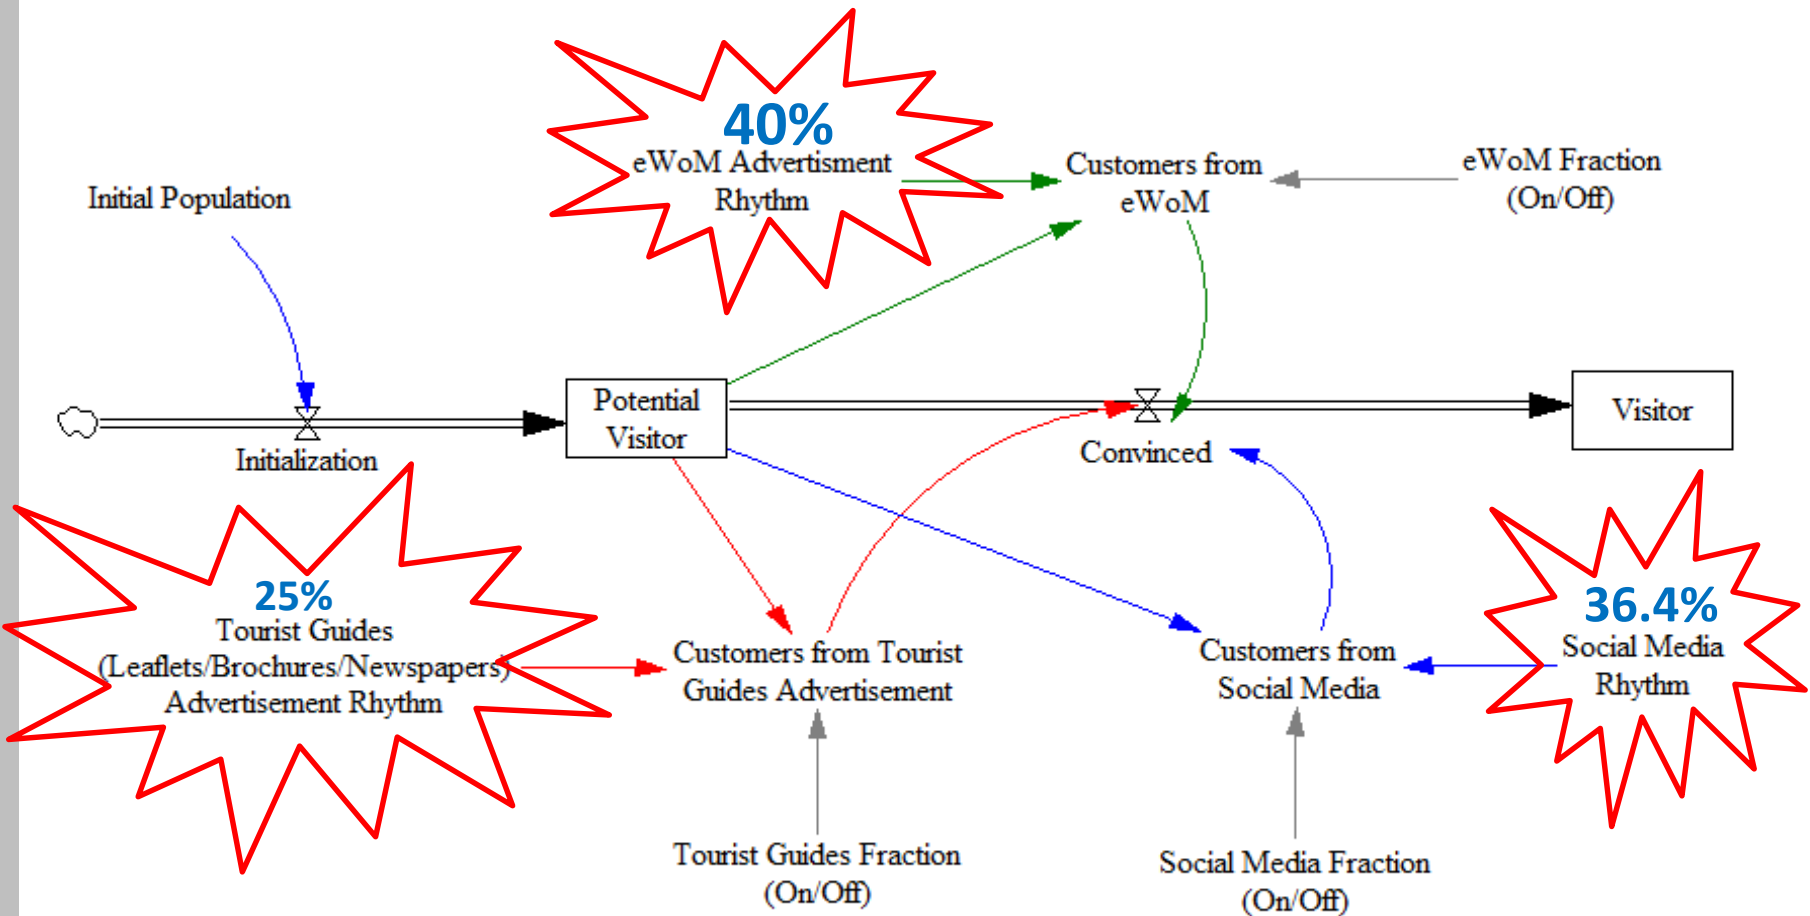 40%
eWoM Advertisment
Rhythm
Customers from
eWoM
eWoM Fraction
(On/Off)
Initial Population
Potential
Visitor
Visitor
Initialization
Convinced
25%
Tourist Guides
(Leaflets/Brochures/Newspapers)
Advertisement Rhythm
Customers from Tourist
Guides Advertisement
Customers from
Social Media
36.4%
Social Media
Rhythm
Tourist Guides Fraction
(On/Off)
Social Media Fraction
(On/Off)